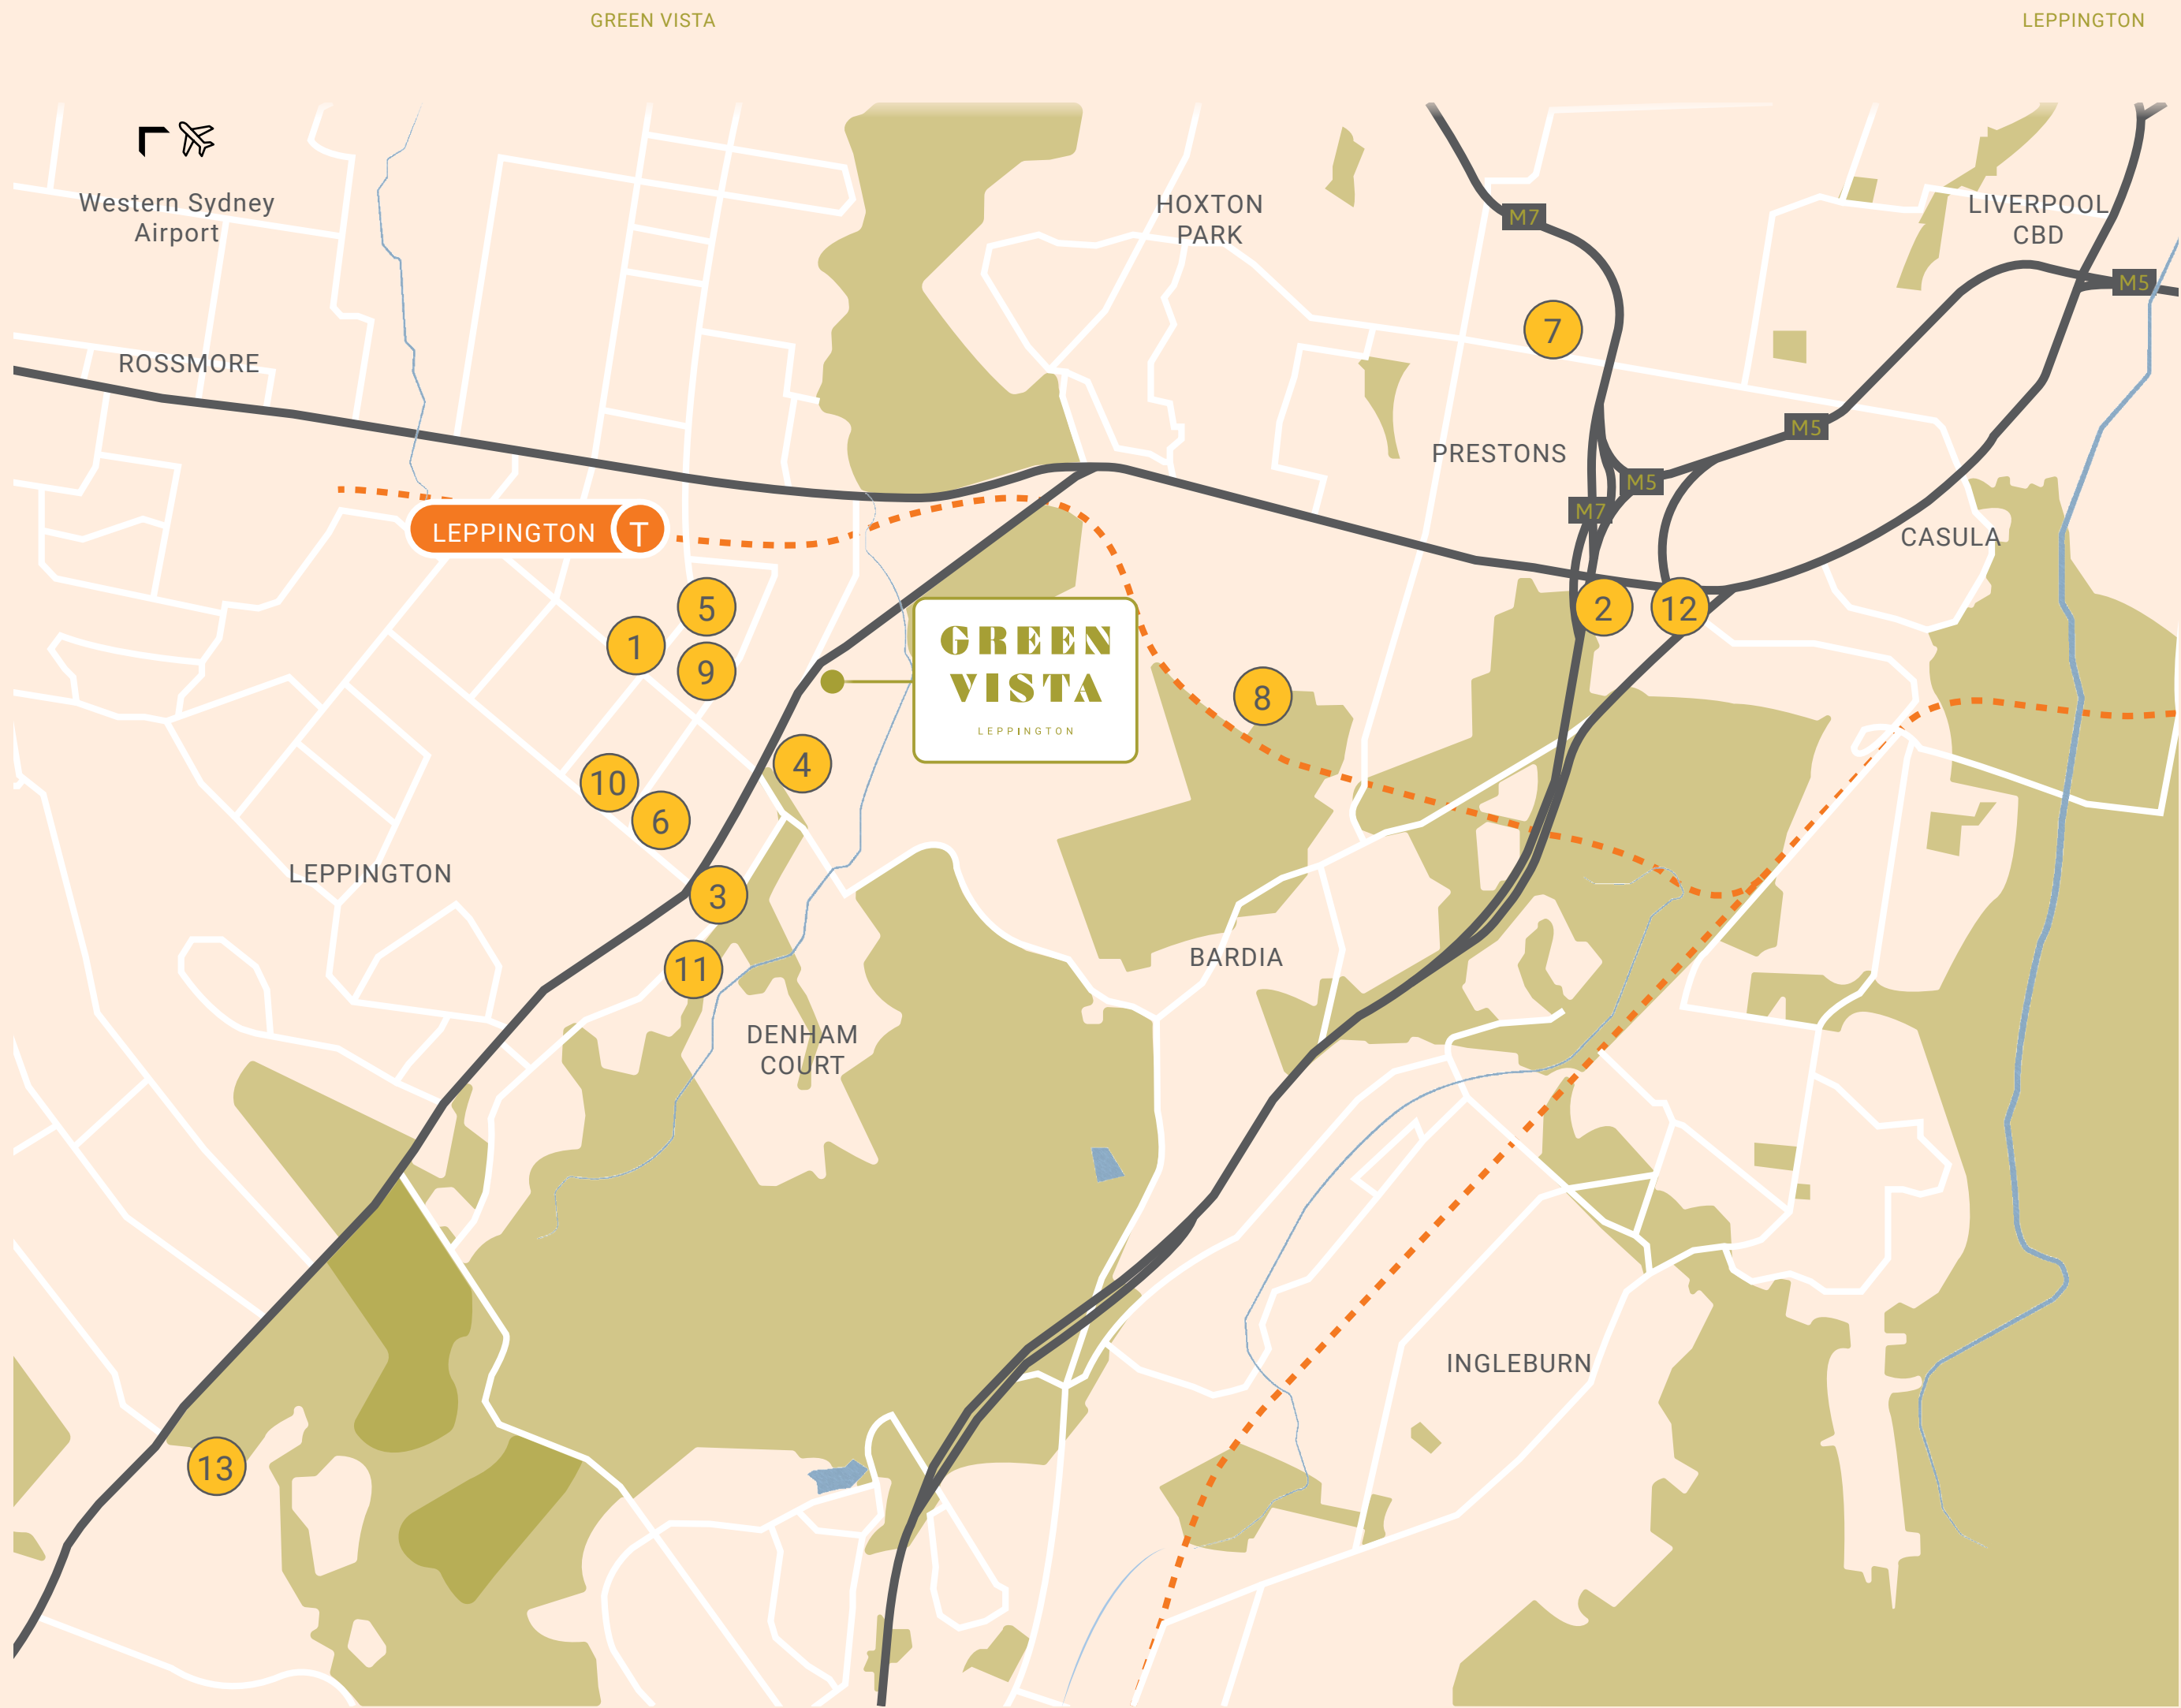 GREEN VISTA
LEPPINGTON
Western Sydney
Airport
HOXTON
PARK
M7
LIVERPOOL
CBD
M5
7
ROSSMORE
M5
PRESTONS
M5
M7
LEPPINGTON T
CASULA
5
2
12
1
9
GREEN
VISTA
LEPPINGTON
8
4
10
6
LEPPINGTON
3
11
BARDIA
DENHAM
COURT
INGLEBURN
13